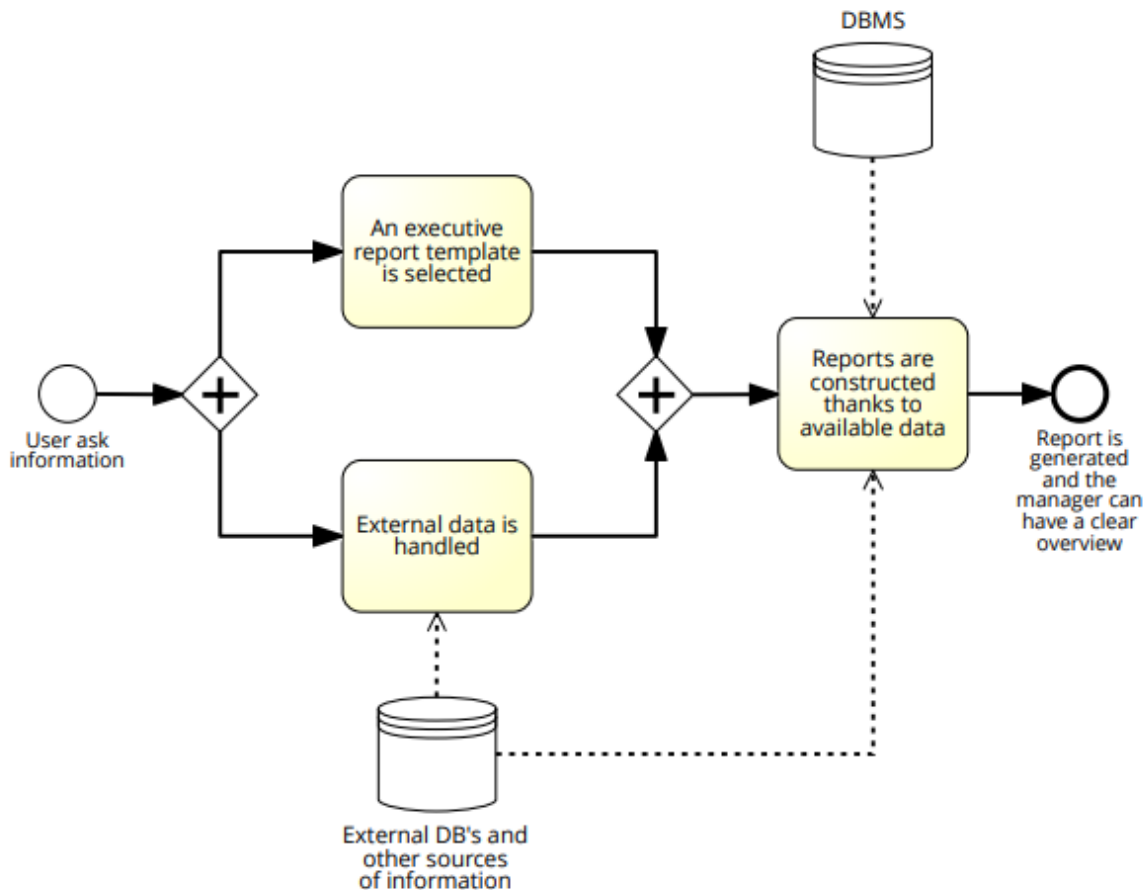 DBMS
An executive
report template
is selected
User ask
information
External data is
handled
Reports are
constructed
thanks to
available data
Report is
generated
and the
manager can
have a clear
overview
External DB's and
other sources
of information